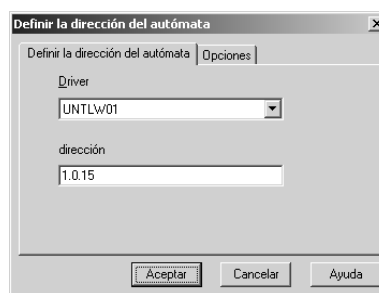 Definir la dirección del autómata
Definir la dirección del autómata Opciones
Driver
UNTLW01
dirección
1.0.15
Aceptar Cancelar Ayuda